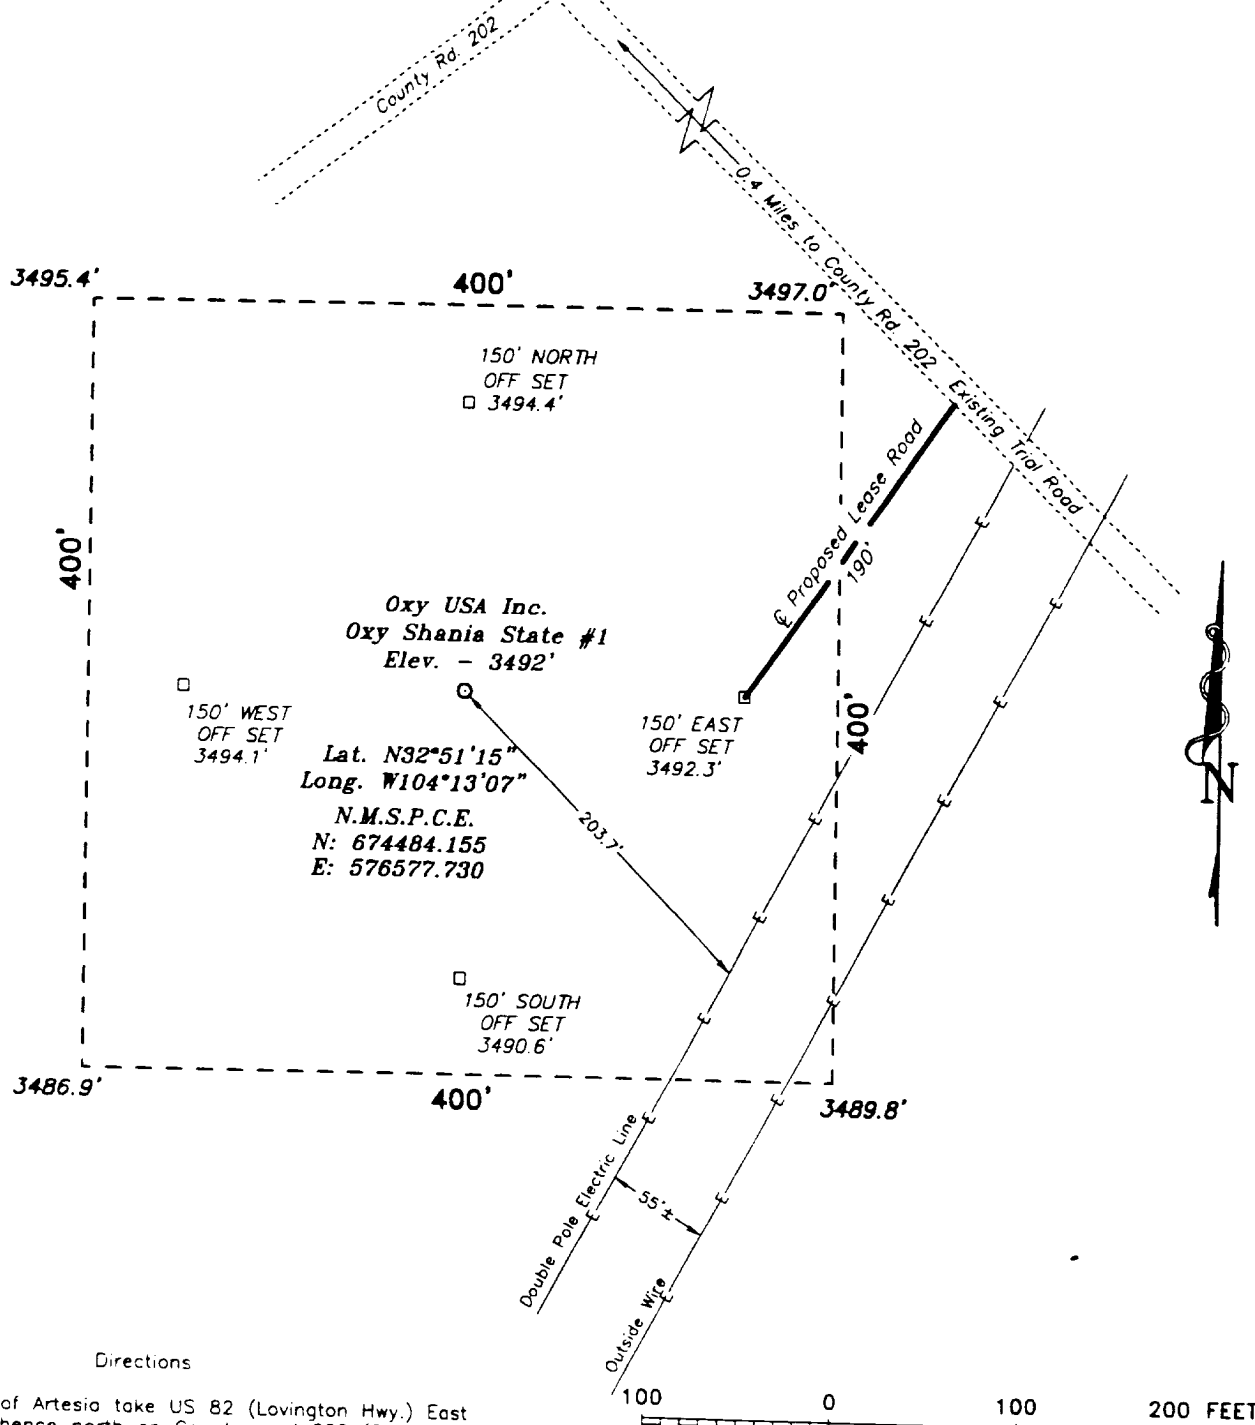 County Rd. 202
0.4 Miles to County Rd. 202
Existing Trial Road
3495.4'
400'
3497.0'
150' NORTH
OFF SET
3494.4'
℄ Proposed Lease Road
190'
400'
Oxy USA Inc.
Oxy Shania State #1
Elev. - 3492'
150' WEST
OFF SET
3494.1'
150' EAST
OFF SET
3492.3'
400'
Lat. N32°51'15"
Long. W104°13'07"
N.M.S.P.C.E.
N: 674484.155
E: 576577.730
203.7'
N
150' SOUTH
OFF SET
3490.6'
3486.9'
400'
3489.8'
Double Pole Electric Line
55'±
Outside Wire
Directions
of Artesia take US 82 (Lovington Hwy.) East
100 0 100 200 FEET